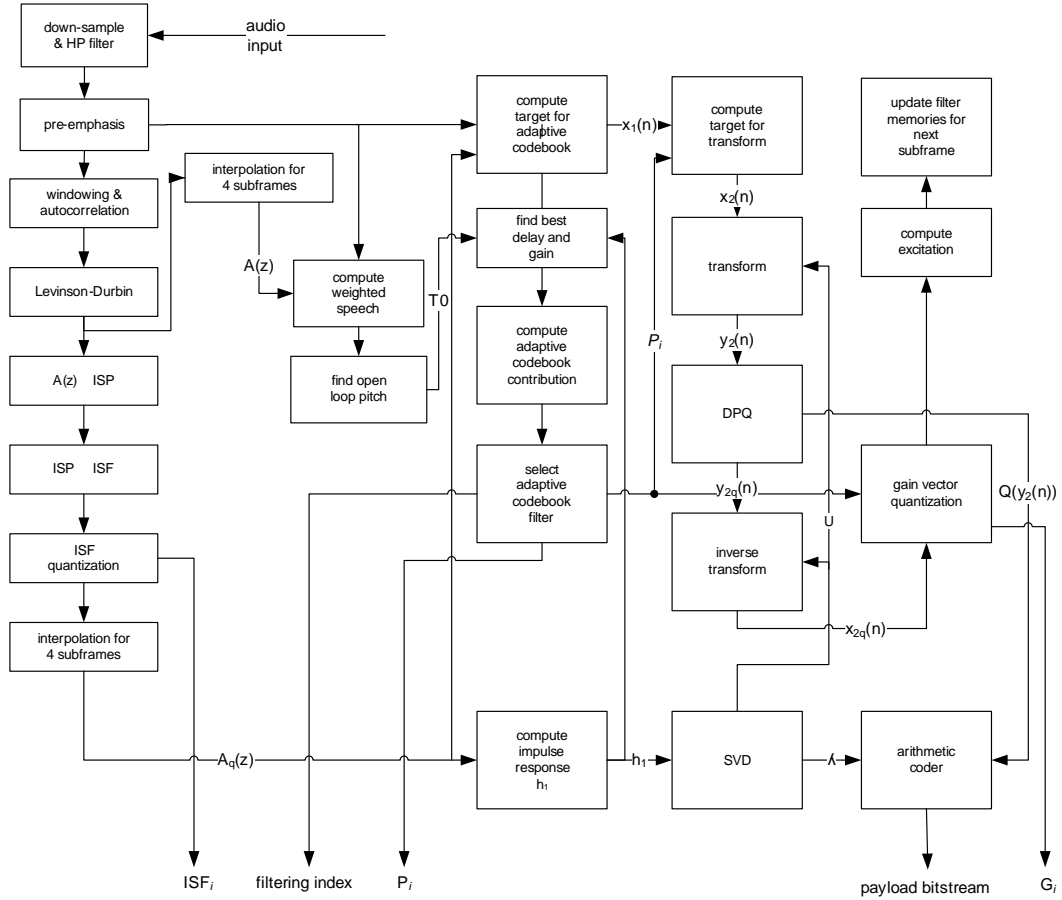 down-sample
& HP filter
audio
input
pre-emphasis
windowing &
autocorrelation
Levinson-Durbin
A(z) ISP
ISP ISF
ISF
quantization
interpolation for
4 subframes
interpolation for
4 subframes
A(z)
compute
weighted
speech
find open
loop pitch
T0
compute
target for
adaptive
codebook
find best
delay and
gain
compute
adaptive
codebook
contribution
select
adaptive
codebook
filter
x₁(n)
compute
target for
transform
x₂(n)
transform
Pᵢ
y₂(n)
DPQ
y₂q(n)
inverse
transform
x₂q(n)
U
update filter
memories for
next
subframe
compute
excitation
gain vector
quantization
Q(y₂(n))
Aq(z)
compute
impulse
response
h₁
h₁
SVD
Λ
arithmetic
coder
ISFᵢ
filtering index
Pᵢ
payload bitstream
Gᵢ